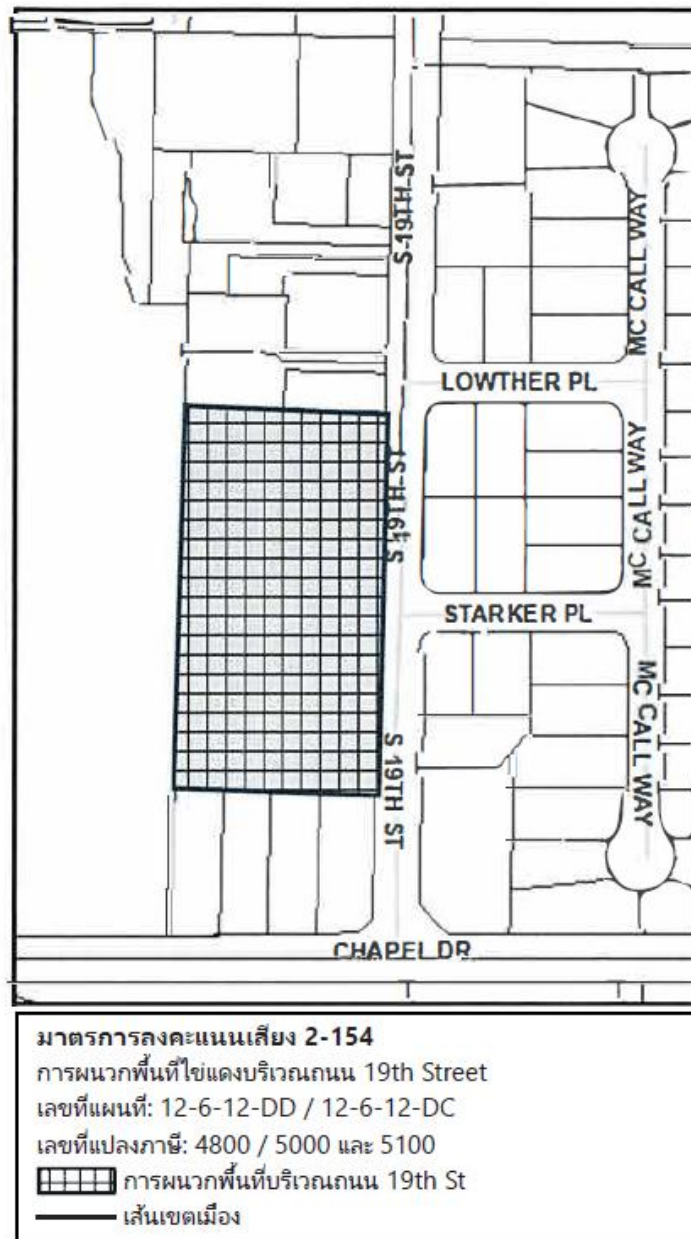 S 19TH ST
MC CALL WAY
LOWTHER PL
S 19TH ST
MC CALL WAY
STARKER PL
MC CALL WAY
S 19TH ST
CHAPEL DR
มาตรการลงคะแนนเสียง 2-154
การผนวกพื้นที่ไข่แดงบริเวณถนน 19th Street
เลขที่แผนที่: 12-6-12-DD / 12-6-12-DC
เลขที่แปลงภาษี: 4800 / 5000 และ 5100
การผนวกพื้นที่บริเวณถนน 19th St
เส้นเขตเมือง